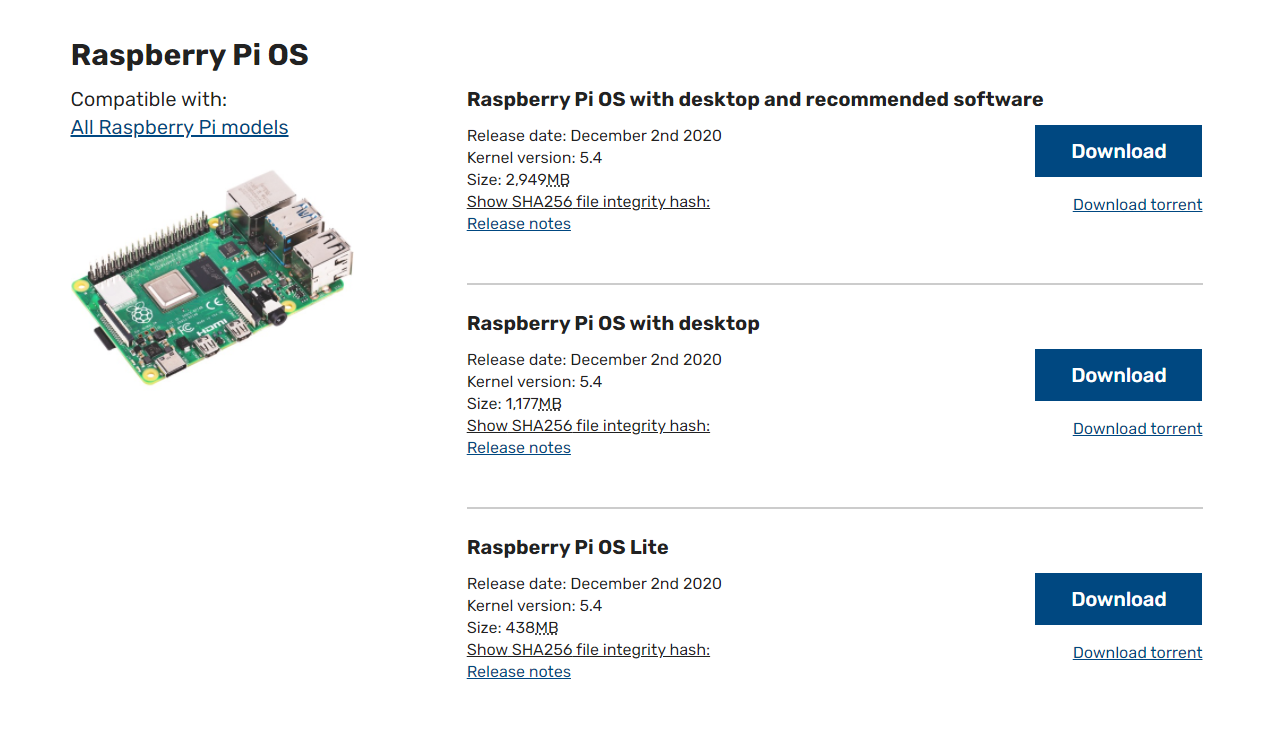 Raspberry Pi OS
Compatible with:
All Raspberry Pi models
Raspberry Pi OS with desktop and recommended software
Release date: December 2nd 2020
Kernel version: 5.4
Size: 2,949MB
Show SHA256 file integrity hash:
Release notes
Download
Download torrent
Raspberry Pi OS with desktop
Release date: December 2nd 2020
Kernel version: 5.4
Size: 1,177MB
Show SHA256 file integrity hash:
Release notes
Download
Download torrent
Raspberry Pi OS Lite
Release date: December 2nd 2020
Kernel version: 5.4
Size: 438MB
Show SHA256 file integrity hash:
Release notes
Download
Download torrent
HDMI
FC
CE